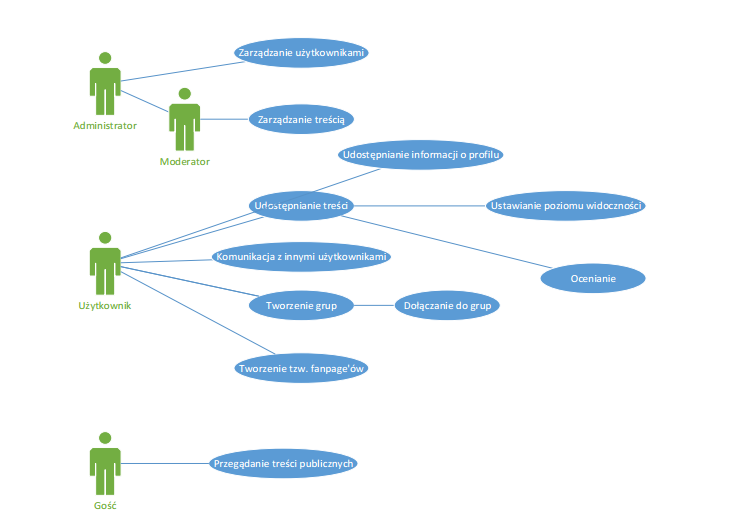 Zarządzanie użytkownikami
Administrator
Zarządzanie treścią
Moderator
Udostępnianie informacji o profilu
Udostępnianie treści
Ustawianie poziomu widoczności
Komunikacja z innymi użytkownikami
Ocenianie
Użytkownik
Tworzenie grup
Dołączanie do grup
Tworzenie tzw. fanpage'ów
Przegądanie treści publicznych
Gość